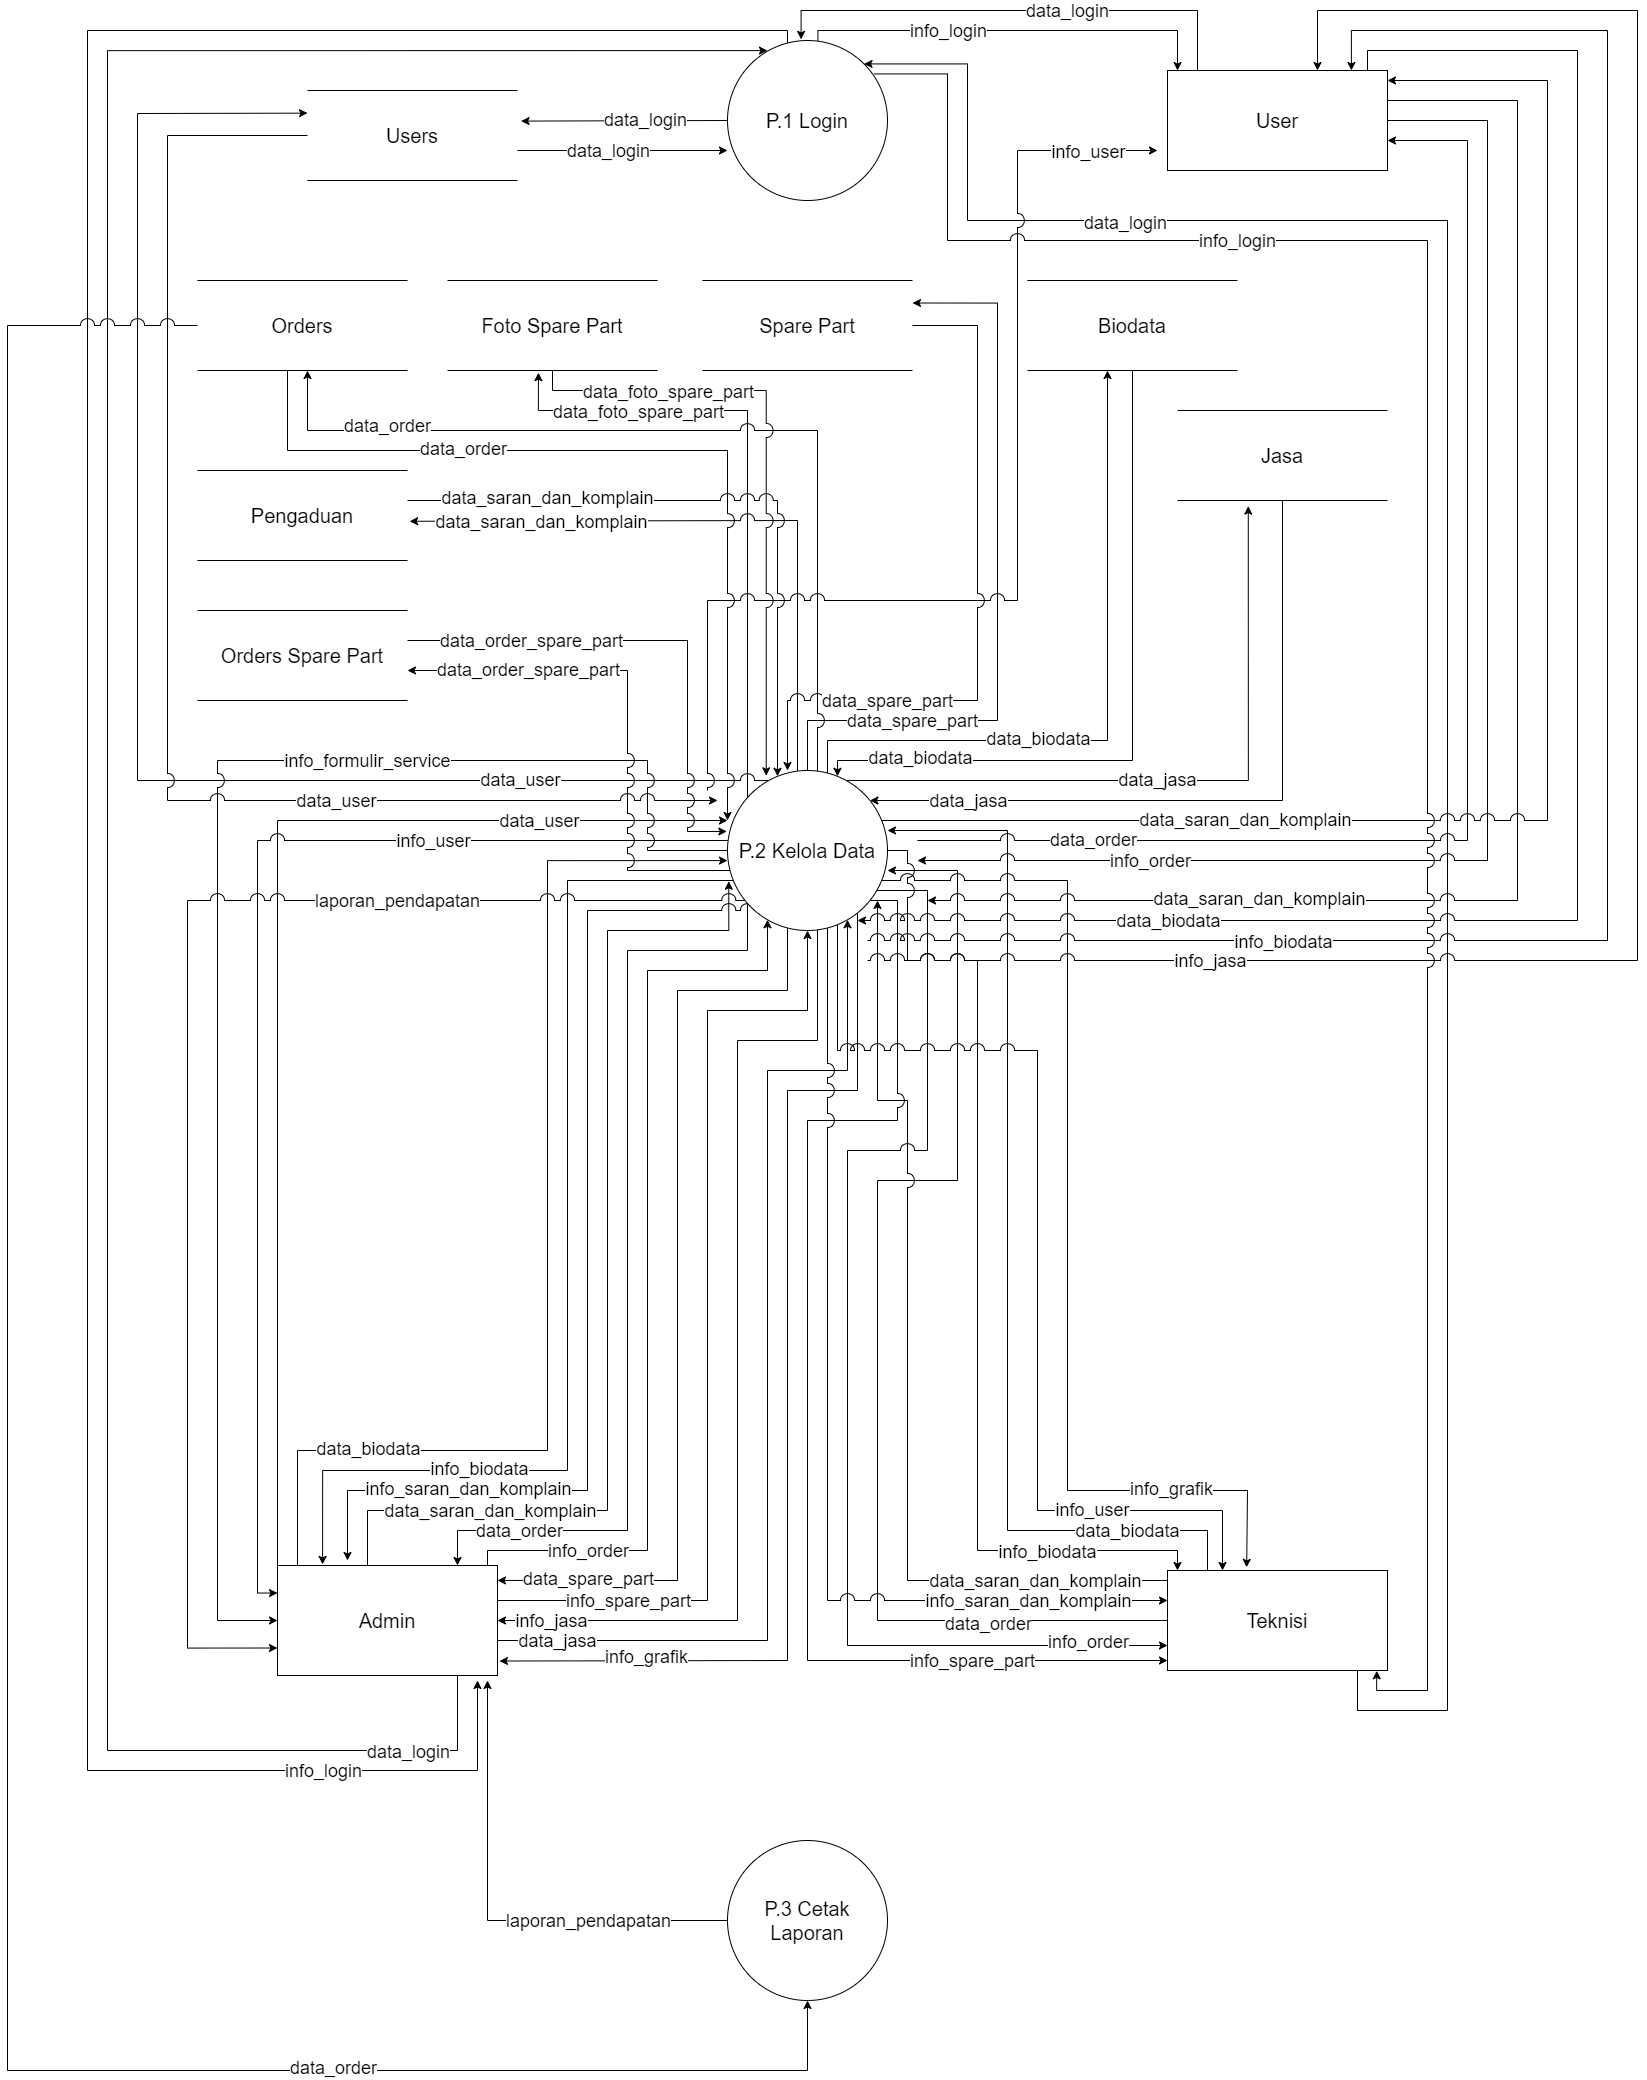 data_login
info_login
P.1 Login
User
data_login
Users
data_login
info_user
data_login
info_login
Orders
Foto Spare Part
Spare Part
Biodata
data_foto_spare_part
data_foto_spare_part
data_order
data_order
Jasa
data_saran_dan_komplain
Pengaduan
data_saran_dan_komplain
data_order_spare_part
Orders Spare Part
data_order_spare_part
data_spare_part
data_spare_part
data_biodata
data_biodata
info_formulir_service
data_user
data_jasa
data_user
data_jasa
data_user
data_saran_dan_komplain
info_user
data_order
P.2 Kelola Data
info_order
laporan_pendapatan
data_saran_dan_komplain
data_biodata
info_biodata
info_jasa
data_biodata
info_biodata
info_saran_dan_komplain
data_saran_dan_komplain
data_order
info_order
data_spare_part
info_spare_part
Admin
info_jasa
data_jasa
info_grafik
info_grafik
info_user
data_biodata
info_biodata
data_saran_dan_komplain
info_saran_dan_komplain
data_order
Teknisi
info_order
info_spare_part
data_login
info_login
P.3 Cetak
Laporan
laporan_pendapatan
data_order